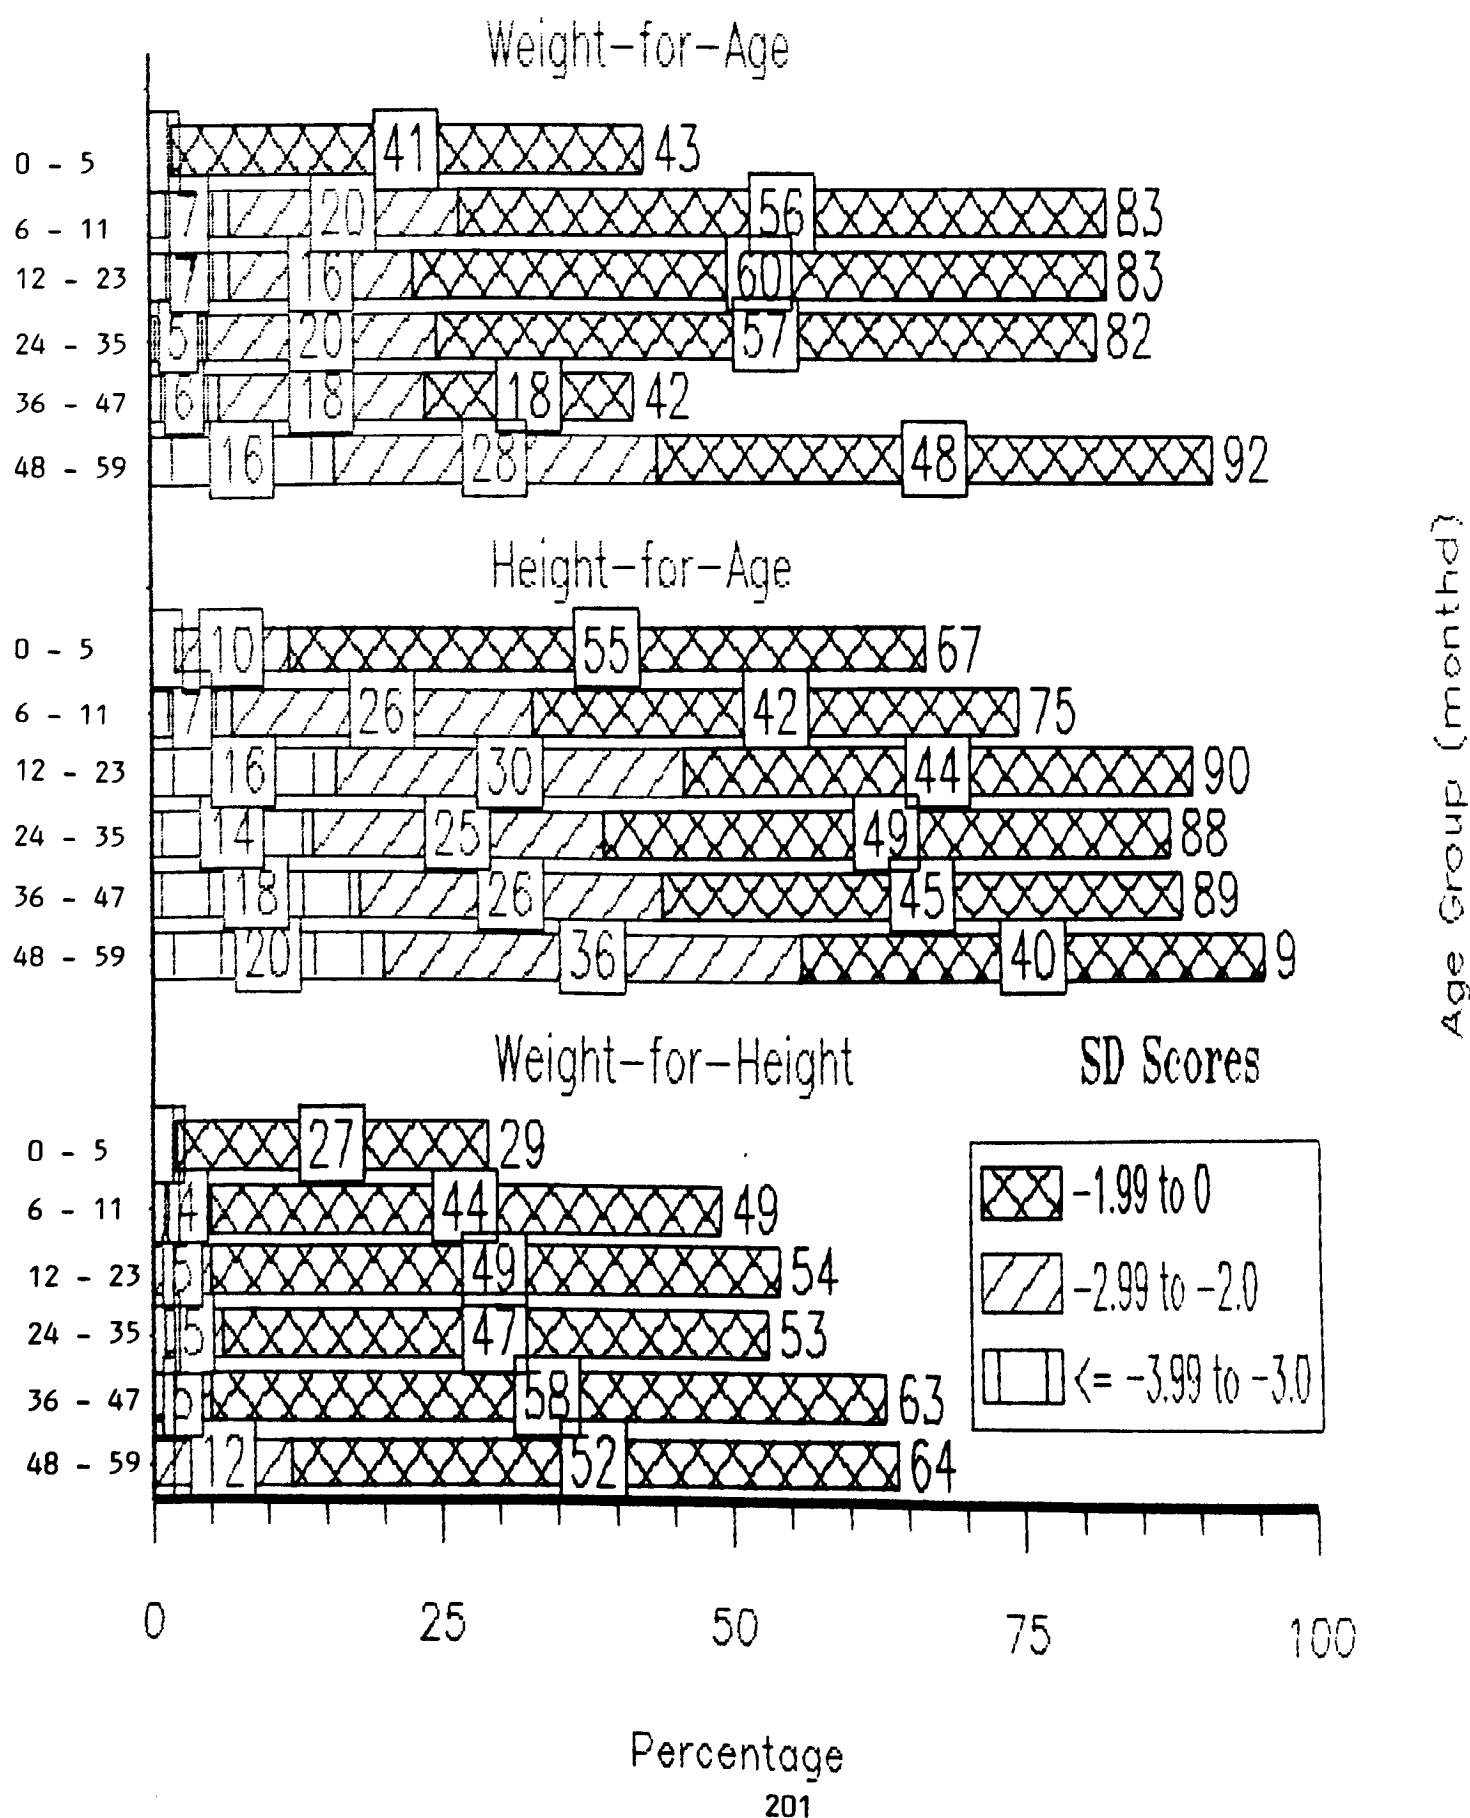 Weight-for-Age
0 - 5 41 43
6 - 11 7 20 56 83
12 - 23 7 16 60 83
24 - 35 5 20 57 82
36 - 47 6 18 18 42
48 - 59 16 28 48 92
Height-for-Age
0 - 5 10 55 67
6 - 11 7 26 42 75
12 - 23 16 30 44 90
24 - 35 14 25 49 88
36 - 47 18 26 45 89
48 - 59 20 36 40 9
Age Group (monthd)
Weight-for-Height
0 - 5 27 29
6 - 11 4 44 49
12 - 23 5 49 54
24 - 35 5 47 53
36 - 47 5 58 63
48 - 59 12 52 64
SD Scores
-1.99 to 0
-2.99 to -2.0
<= -3.99 to -3.0
0 25 50 75 100
Percentage
201